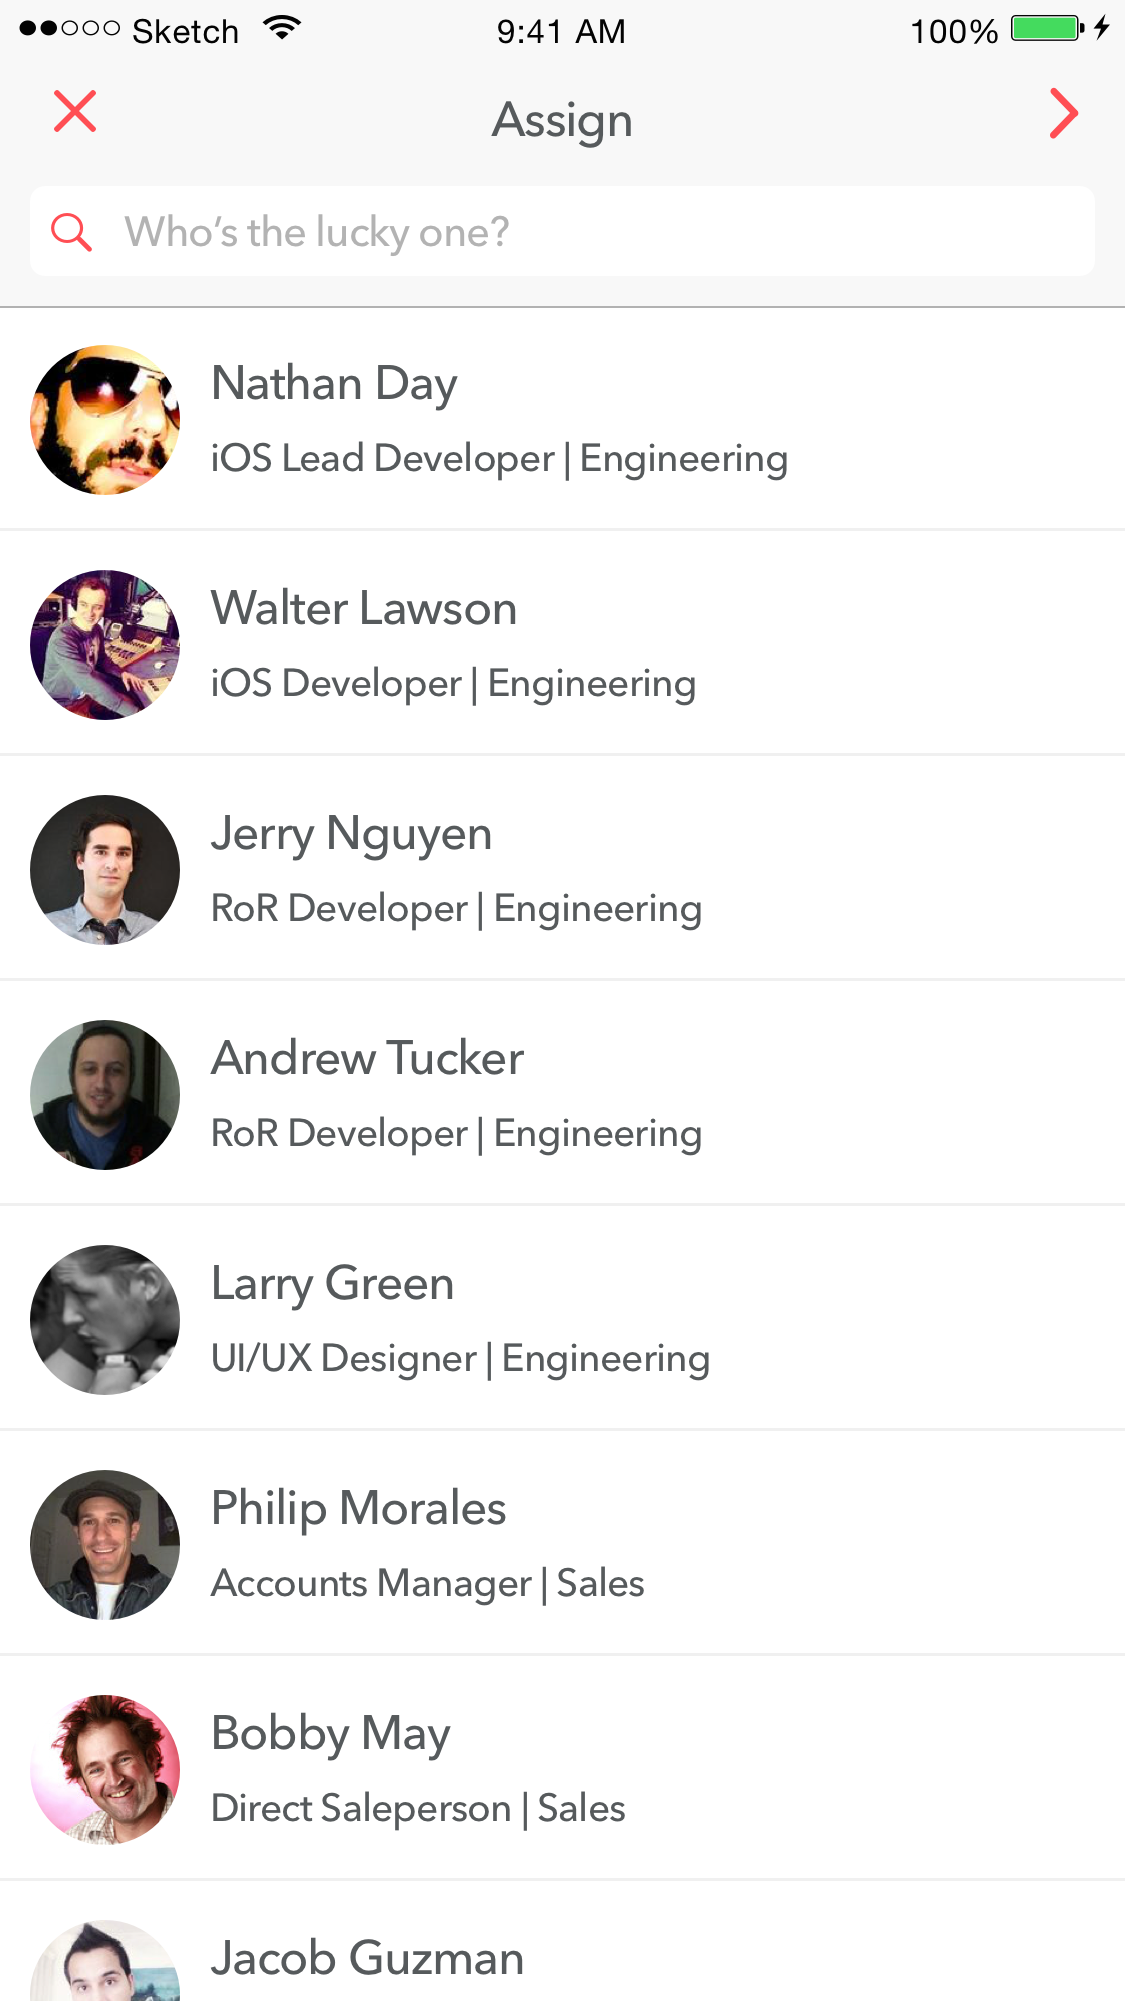 Sketch 9:41 AM 100%
Assign
Who's the lucky one?
Nathan Day
iOS Lead Developer | Engineering
Walter Lawson
iOS Developer | Engineering
Jerry Nguyen
RoR Developer | Engineering
Andrew Tucker
RoR Developer | Engineering
Larry Green
UI/UX Designer | Engineering
Philip Morales
Accounts Manager | Sales
Bobby May
Direct Saleperson | Sales
Jacob Guzman